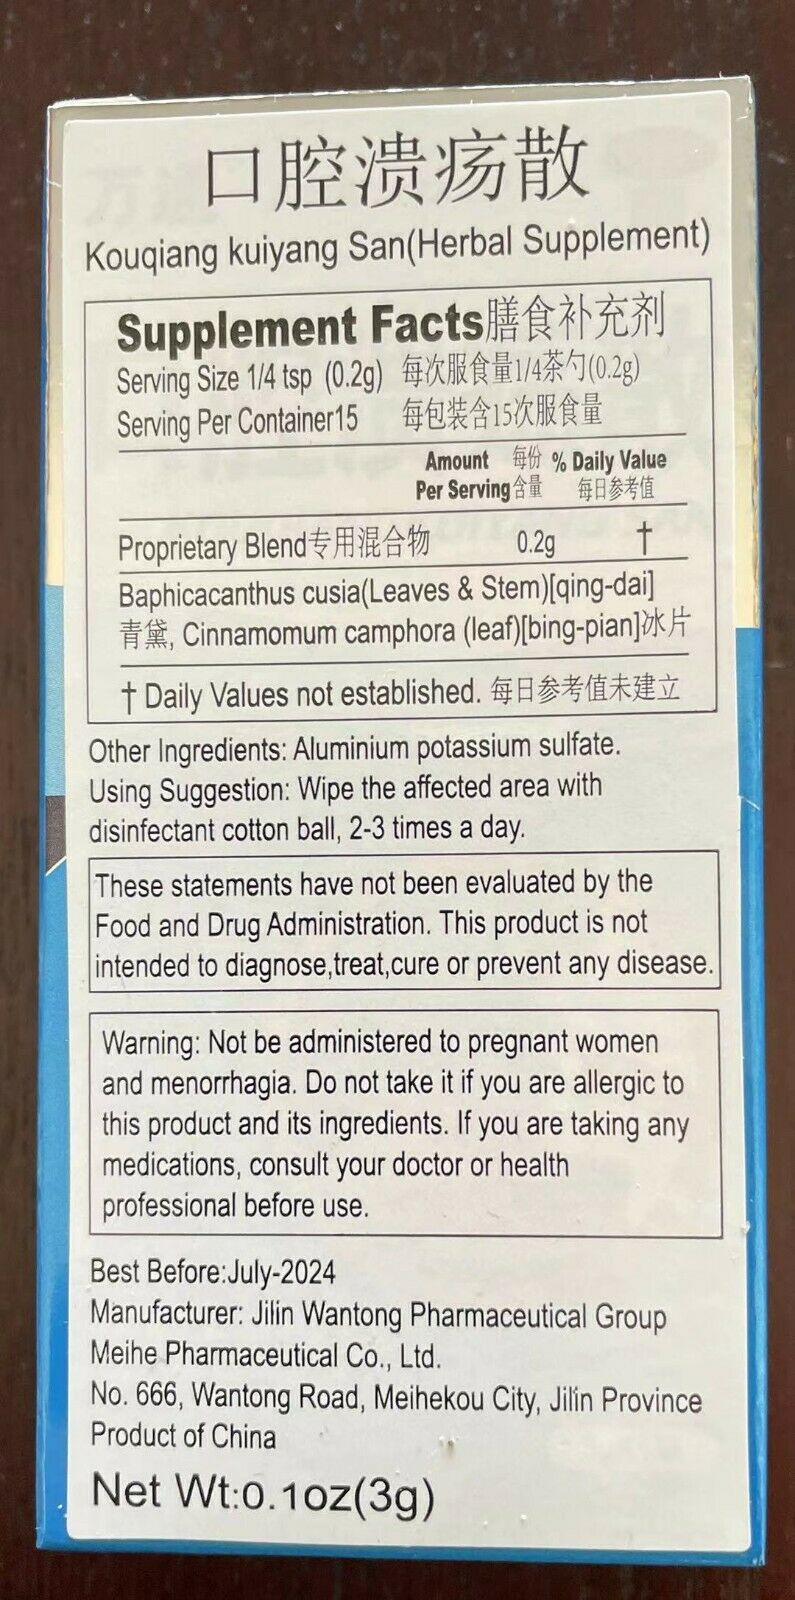 口腔溃疡散
Kouqiang kuiyang San(Herbal Supplement)
Supplement Facts膳食补充剂
Serving Size 1/4 tsp (0.2g) 每次服食量1/4茶勺(0.2g)
Serving Per Container15 每包装含15次服食量
Amount 每份 % Daily Value
Per Serving含量 每日参考值
Proprietary Blend专用混合物 0.2g †
Baphicacanthus cusia(Leaves & Stem)[qing-dai]
青黛, Cinnamomum camphora (leaf)[bing-pian]冰片
† Daily Values not established. 每日参考值未建立
Other Ingredients: Aluminium potassium sulfate.
Using Suggestion: Wipe the affected area with
disinfectant cotton ball, 2-3 times a day.
These statements have not been evaluated by the
Food and Drug Administration. This product is not
intended to diagnose,treat,cure or prevent any disease.
Warning: Not be administered to pregnant women
and menorrhagia. Do not take it if you are allergic to
this product and its ingredients. If you are taking any
medications, consult your doctor or health
professional before use.
Best Before:July-2024
Manufacturer: Jilin Wantong Pharmaceutical Group
Meihe Pharmaceutical Co., Ltd.
No. 666, Wantong Road, Meihekou City, Jilin Province
Product of China
Net Wt:0.1oz(3g)